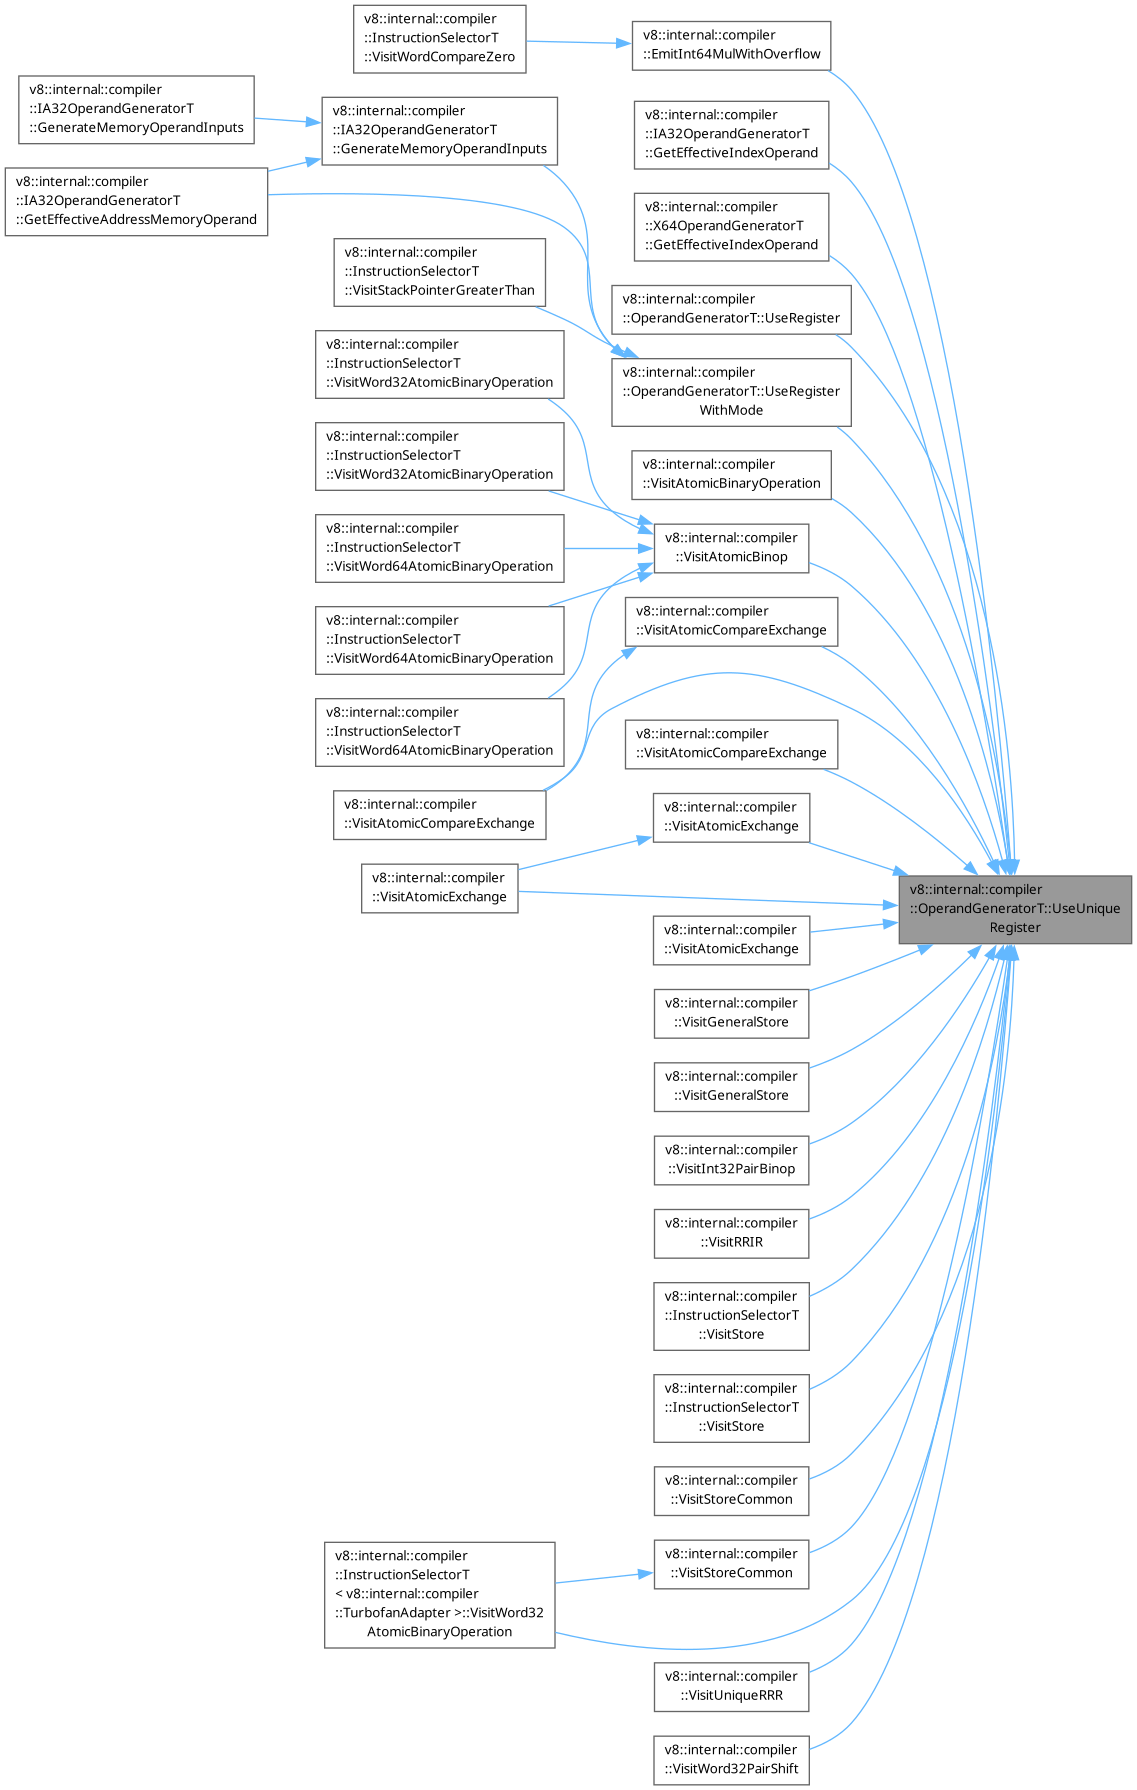 v8::internal::compiler
::InstructionSelectorT
::VisitWordCompareZero
v8::internal::compiler
::EmitInt64MulWithOverflow
v8::internal::compiler
::IA32OperandGeneratorT
::GenerateMemoryOperandInputs
v8::internal::compiler
::IA32OperandGeneratorT
::GenerateMemoryOperandInputs
v8::internal::compiler
::IA32OperandGeneratorT
::GetEffectiveIndexOperand
v8::internal::compiler
::IA32OperandGeneratorT
::GetEffectiveAddressMemoryOperand
v8::internal::compiler
::X64OperandGeneratorT
::GetEffectiveIndexOperand
v8::internal::compiler
::InstructionSelectorT
::VisitStackPointerGreaterThan
v8::internal::compiler
::OperandGeneratorT::UseRegister
v8::internal::compiler
::InstructionSelectorT
::VisitWord32AtomicBinaryOperation
v8::internal::compiler
::OperandGeneratorT::UseRegister
WithMode
v8::internal::compiler
::InstructionSelectorT
::VisitWord32AtomicBinaryOperation
v8::internal::compiler
::VisitAtomicBinaryOperation
v8::internal::compiler
::InstructionSelectorT
::VisitWord64AtomicBinaryOperation
v8::internal::compiler
::VisitAtomicBinop
v8::internal::compiler
::InstructionSelectorT
::VisitWord64AtomicBinaryOperation
v8::internal::compiler
::VisitAtomicCompareExchange
v8::internal::compiler
::InstructionSelectorT
::VisitWord64AtomicBinaryOperation
v8::internal::compiler
::VisitAtomicCompareExchange
v8::internal::compiler
::VisitAtomicCompareExchange
v8::internal::compiler
::VisitAtomicExchange
v8::internal::compiler
::VisitAtomicExchange
v8::internal::compiler
::OperandGeneratorT::UseUnique
Register
v8::internal::compiler
::VisitAtomicExchange
v8::internal::compiler
::VisitGeneralStore
v8::internal::compiler
::VisitGeneralStore
v8::internal::compiler
::VisitInt32PairBinop
v8::internal::compiler
::VisitRRIR
v8::internal::compiler
::InstructionSelectorT
::VisitStore
v8::internal::compiler
::InstructionSelectorT
::VisitStore
v8::internal::compiler
::VisitStoreCommon
v8::internal::compiler
::VisitStoreCommon
v8::internal::compiler
::InstructionSelectorT
< v8::internal::compiler
::TurbofanAdapter >::VisitWord32
AtomicBinaryOperation
v8::internal::compiler
::VisitUniqueRRR
v8::internal::compiler
::VisitWord32PairShift